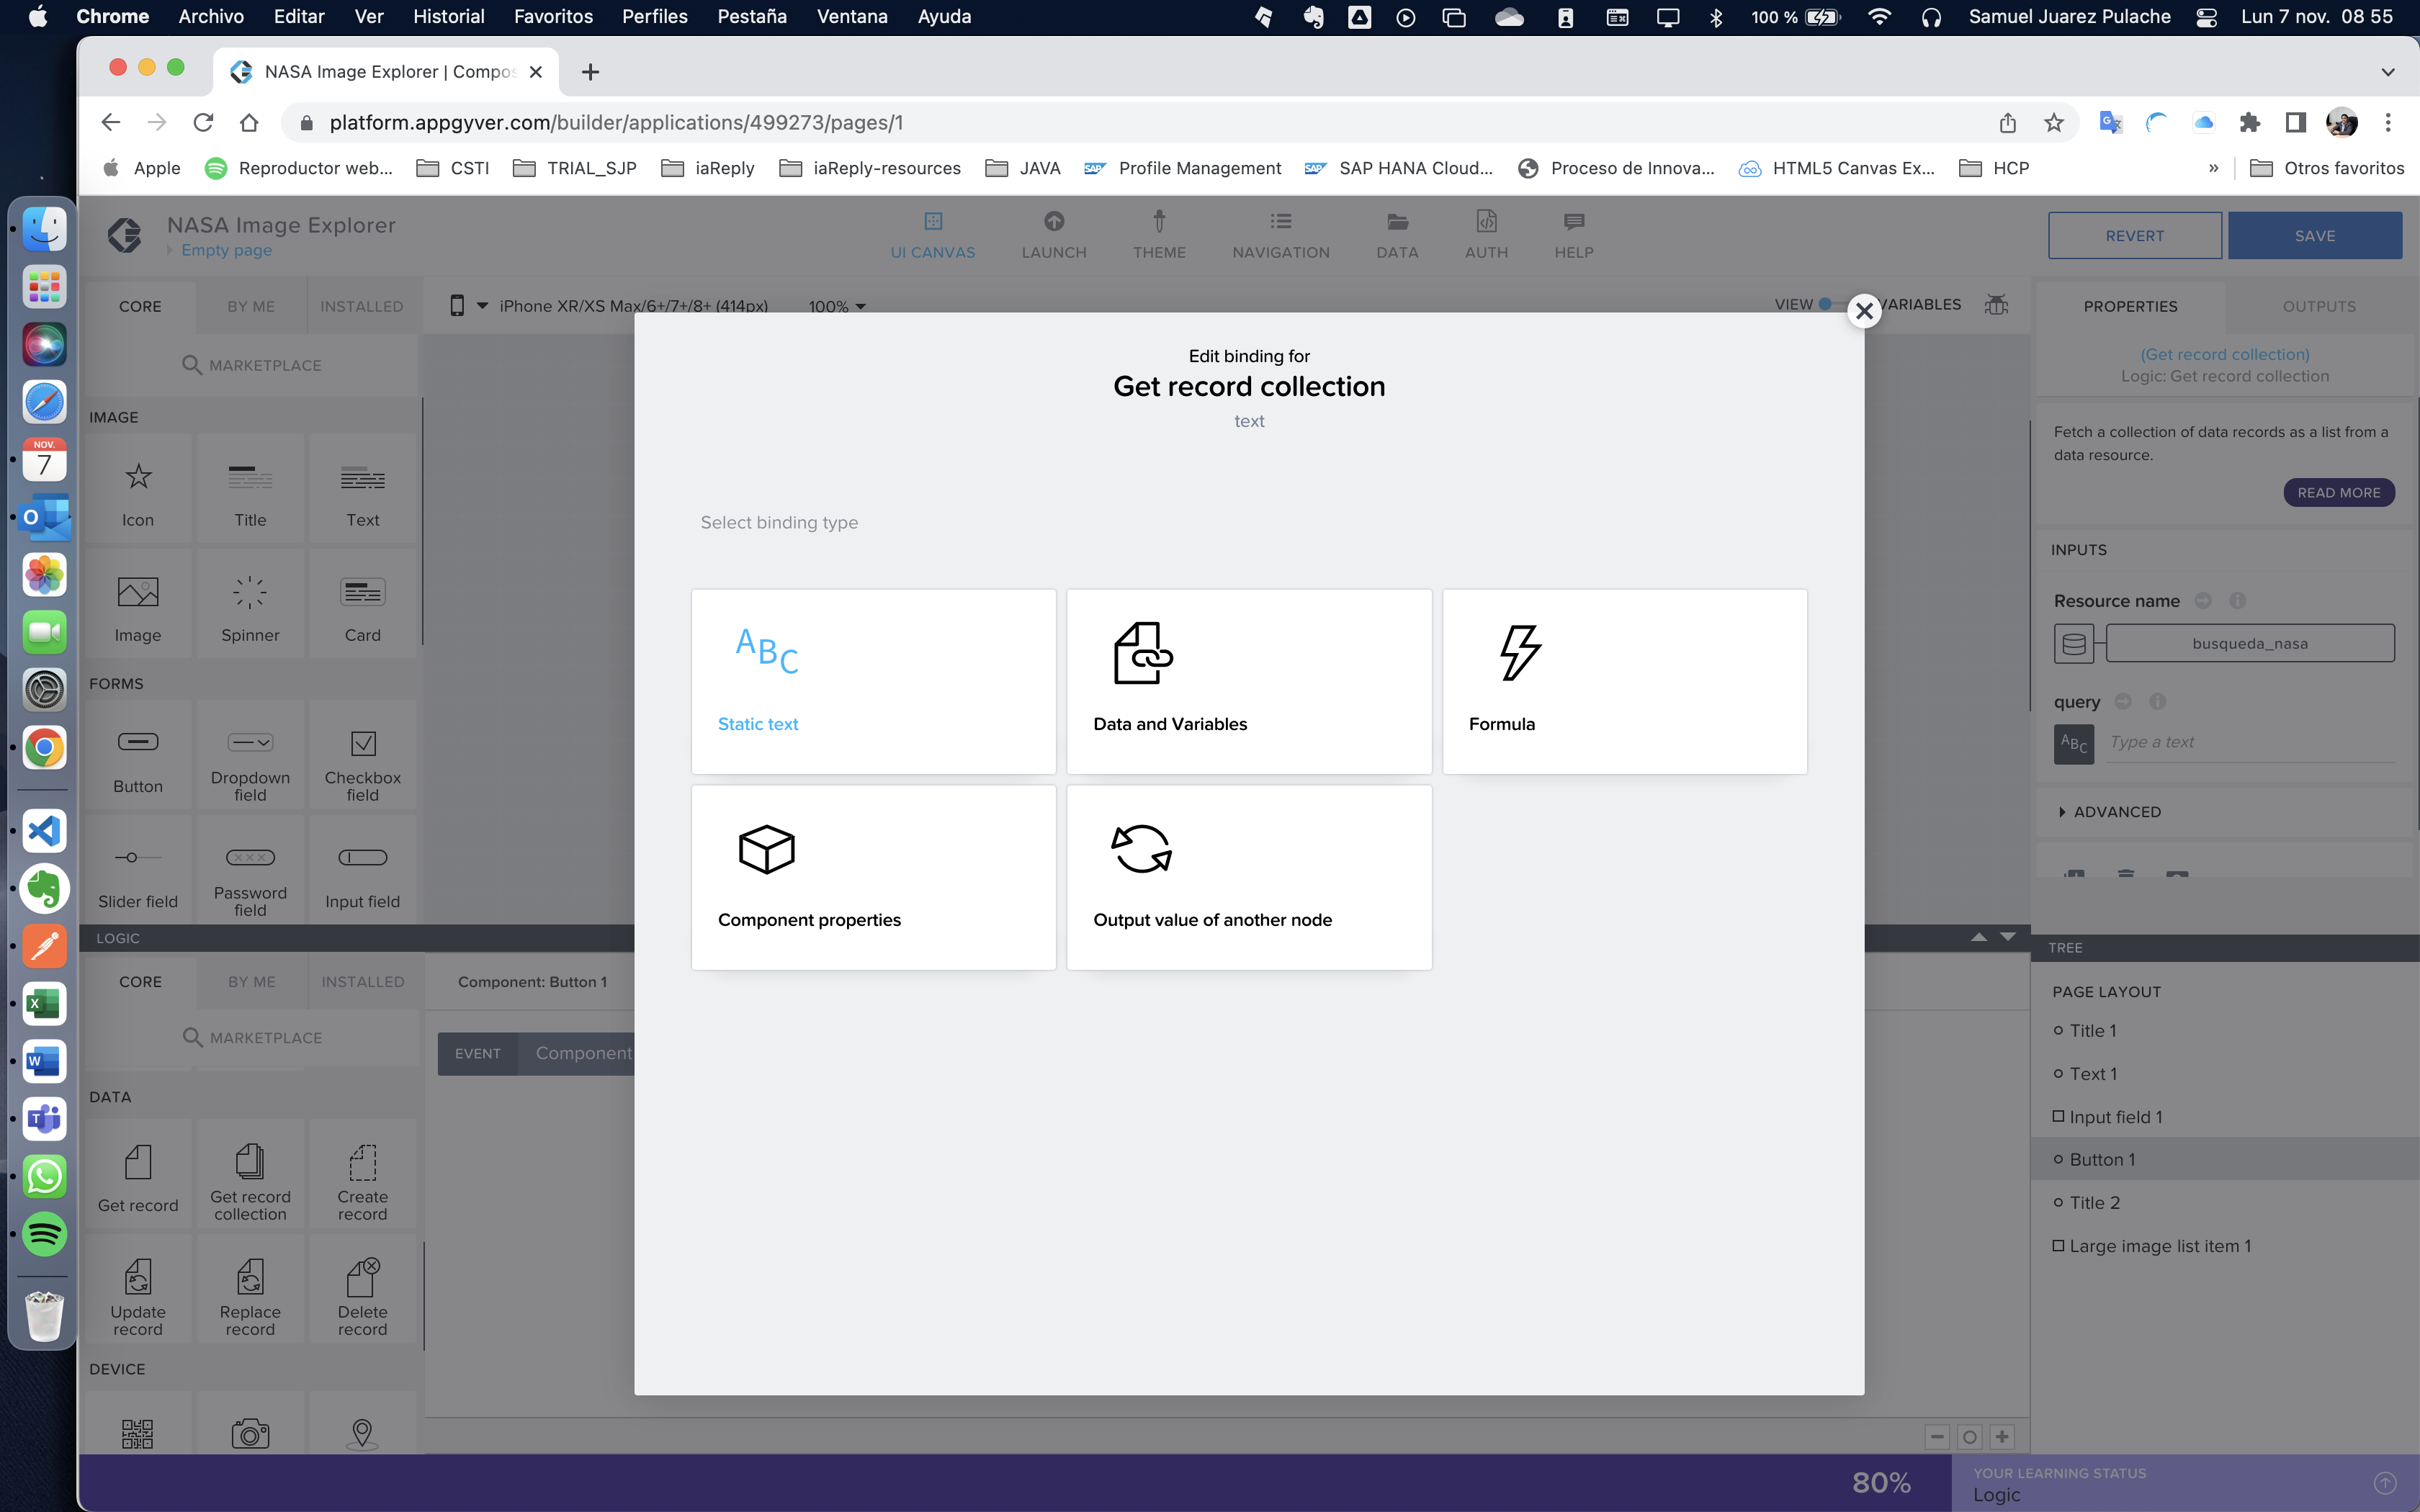 Chrome Archivo Editar Ver Historial Favoritos Perfiles Pestaña Ventana Ayuda 100 % Samuel Juarez Pulache Lun 7 nov. 08 55
NASA Image Explorer | Compos
platform.appgyver.com/builder/applications/499273/pages/1
Apple Reproductor web... CSTI TRIAL_SJP iaReply iaReply-resources JAVA Profile Management SAP HANA Cloud... Proceso de Innova... HTML5 Canvas Ex... HCP » Otros favoritos
NASA Image Explorer
Empty page
UI CANVAS LAUNCH THEME NAVIGATION DATA AUTH HELP
REVERT SAVE
CORE BY ME INSTALLED
iPhone XR/XS Max/6+/7+/8+ (414px) 100%
VIEW VARIABLES
PROPERTIES OUTPUTS
MARKETPLACE
IMAGE
Icon Title Text
Image Spinner Card
FORMS
Button Dropdown field Checkbox field
Slider field Password field Input field
Edit binding for
Get record collection
text
Select binding type
ABC
Static text
Data and Variables
Formula
Component properties
Output value of another node
(Get record collection)
Logic: Get record collection
Fetch a collection of data records as a list from a
data resource.
READ MORE
INPUTS
Resource name
busqueda_nasa
query
ABC Type a text
ADVANCED
LOGIC
CORE BY ME INSTALLED
Component: Button 1
MARKETPLACE
EVENT Component
DATA
Get record Get record collection Create record
Update record Replace record Delete record
DEVICE
TREE
PAGE LAYOUT
Title 1
Text 1
Input field 1
Button 1
Title 2
Large image list item 1
80%
YOUR LEARNING STATUS
Logic
NOV.
7